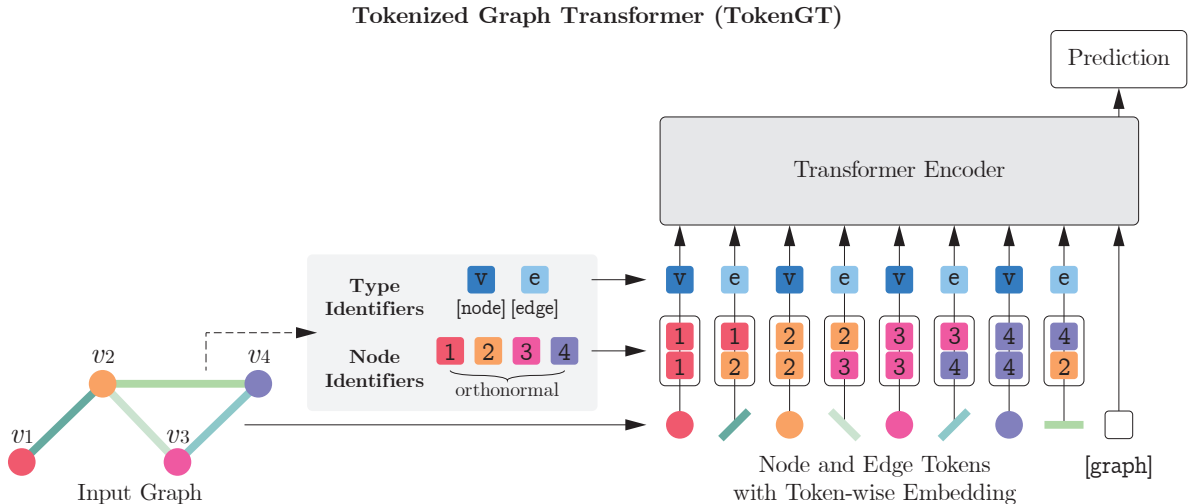 Tokenized Graph Transformer (TokenGT)
Prediction
Transformer Encoder
v e v e v e v e
Type
Identifiers
v e
[node] [edge]
Node
Identifiers
1 2 3 4
orthonormal
1 1 2 2 3 3 4 4
1 2 2 3 3 4 4 2
v2 v4
v1 v3
Input Graph
Node and Edge Tokens
with Token-wise Embedding
[graph]